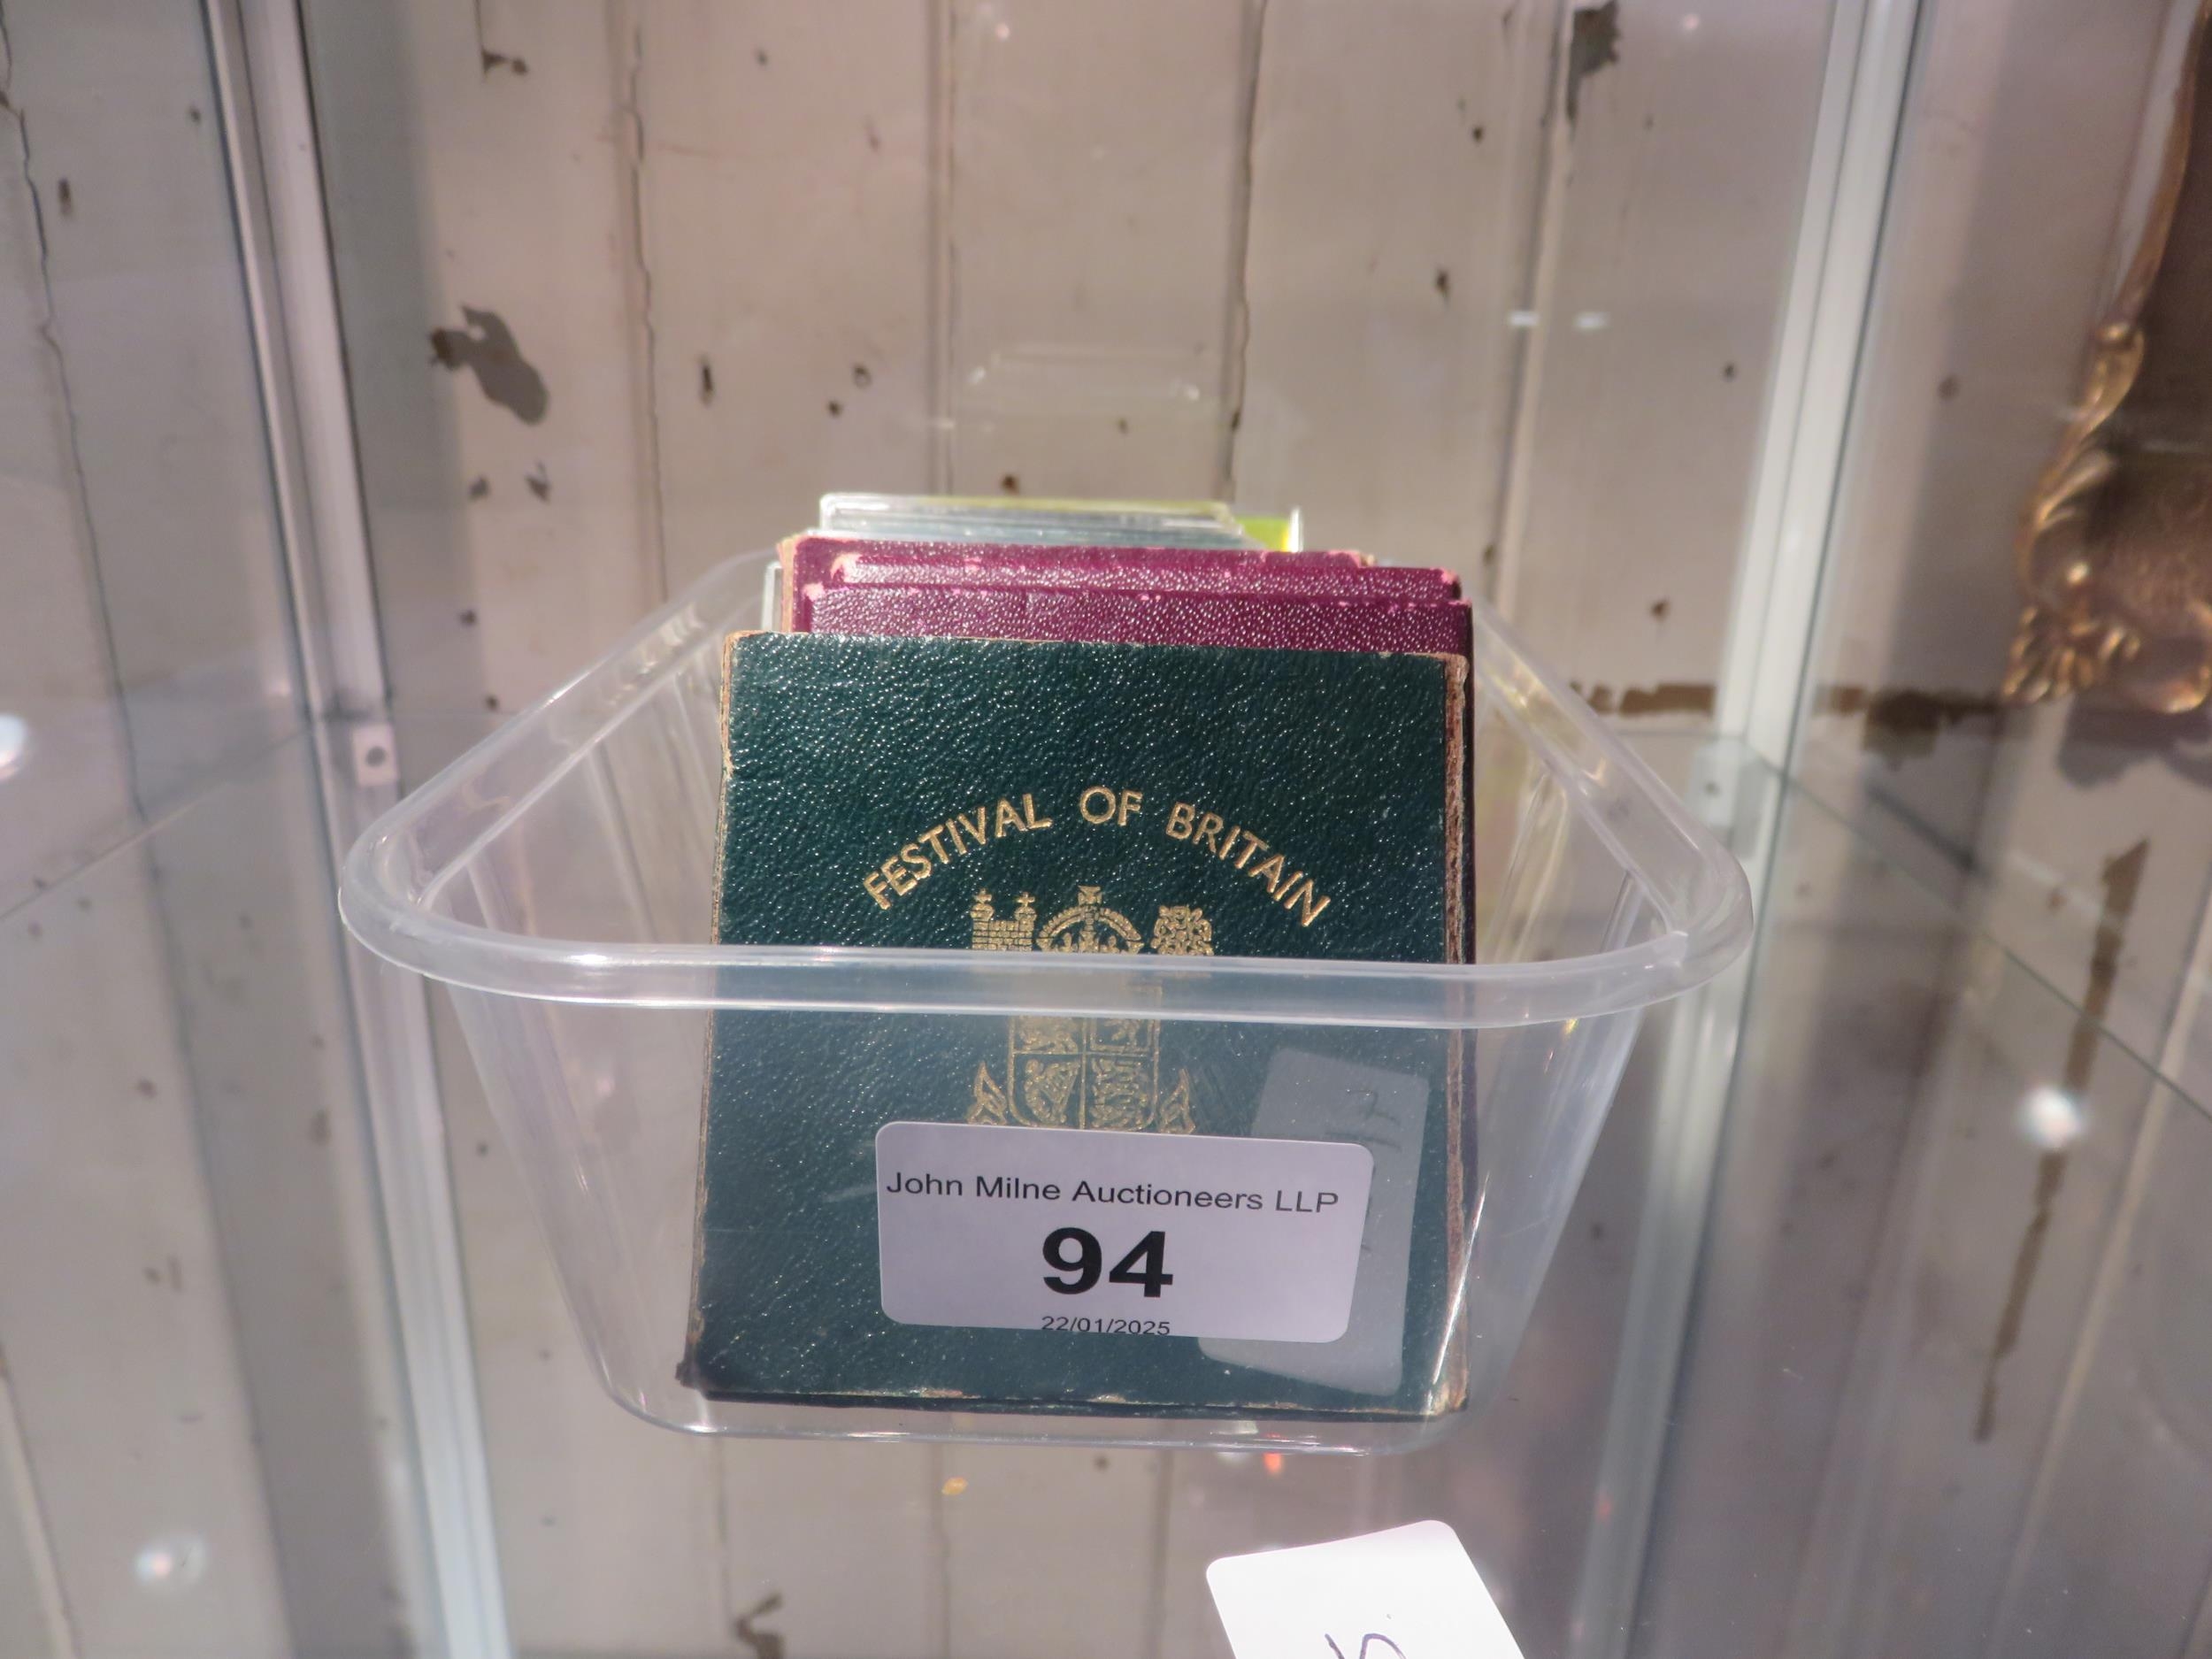 FESTIVAL OF BRITAIN
John Milne Auctioneers LLP
94
22/01/2025